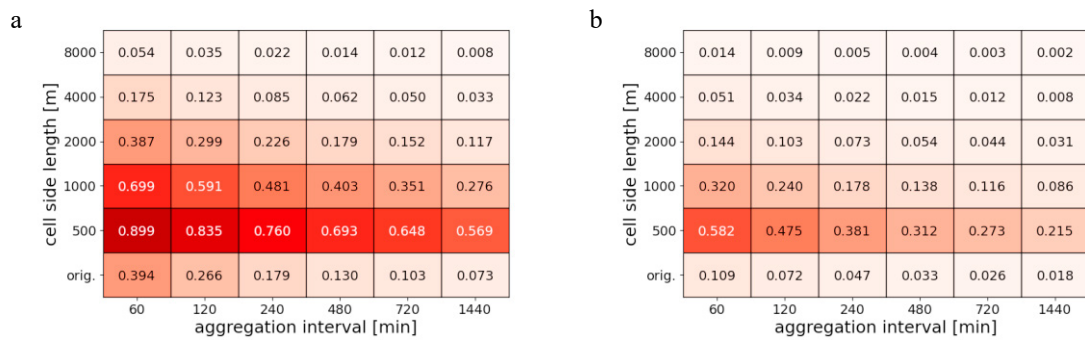 a
cell side length [m]
8000 0.054 0.035 0.022 0.014 0.012 0.008
4000 0.175 0.123 0.085 0.062 0.050 0.033
2000 0.387 0.299 0.226 0.179 0.152 0.117
1000 0.699 0.591 0.481 0.403 0.351 0.276
500 0.899 0.835 0.760 0.693 0.648 0.569
orig. 0.394 0.266 0.179 0.130 0.103 0.073
60 120 240 480 720 1440
aggregation interval [min]
b
cell side length [m]
8000 0.014 0.009 0.005 0.004 0.003 0.002
4000 0.051 0.034 0.022 0.015 0.012 0.008
2000 0.144 0.103 0.073 0.054 0.044 0.031
1000 0.320 0.240 0.178 0.138 0.116 0.086
500 0.582 0.475 0.381 0.312 0.273 0.215
orig. 0.109 0.072 0.047 0.033 0.026 0.018
60 120 240 480 720 1440
aggregation interval [min]